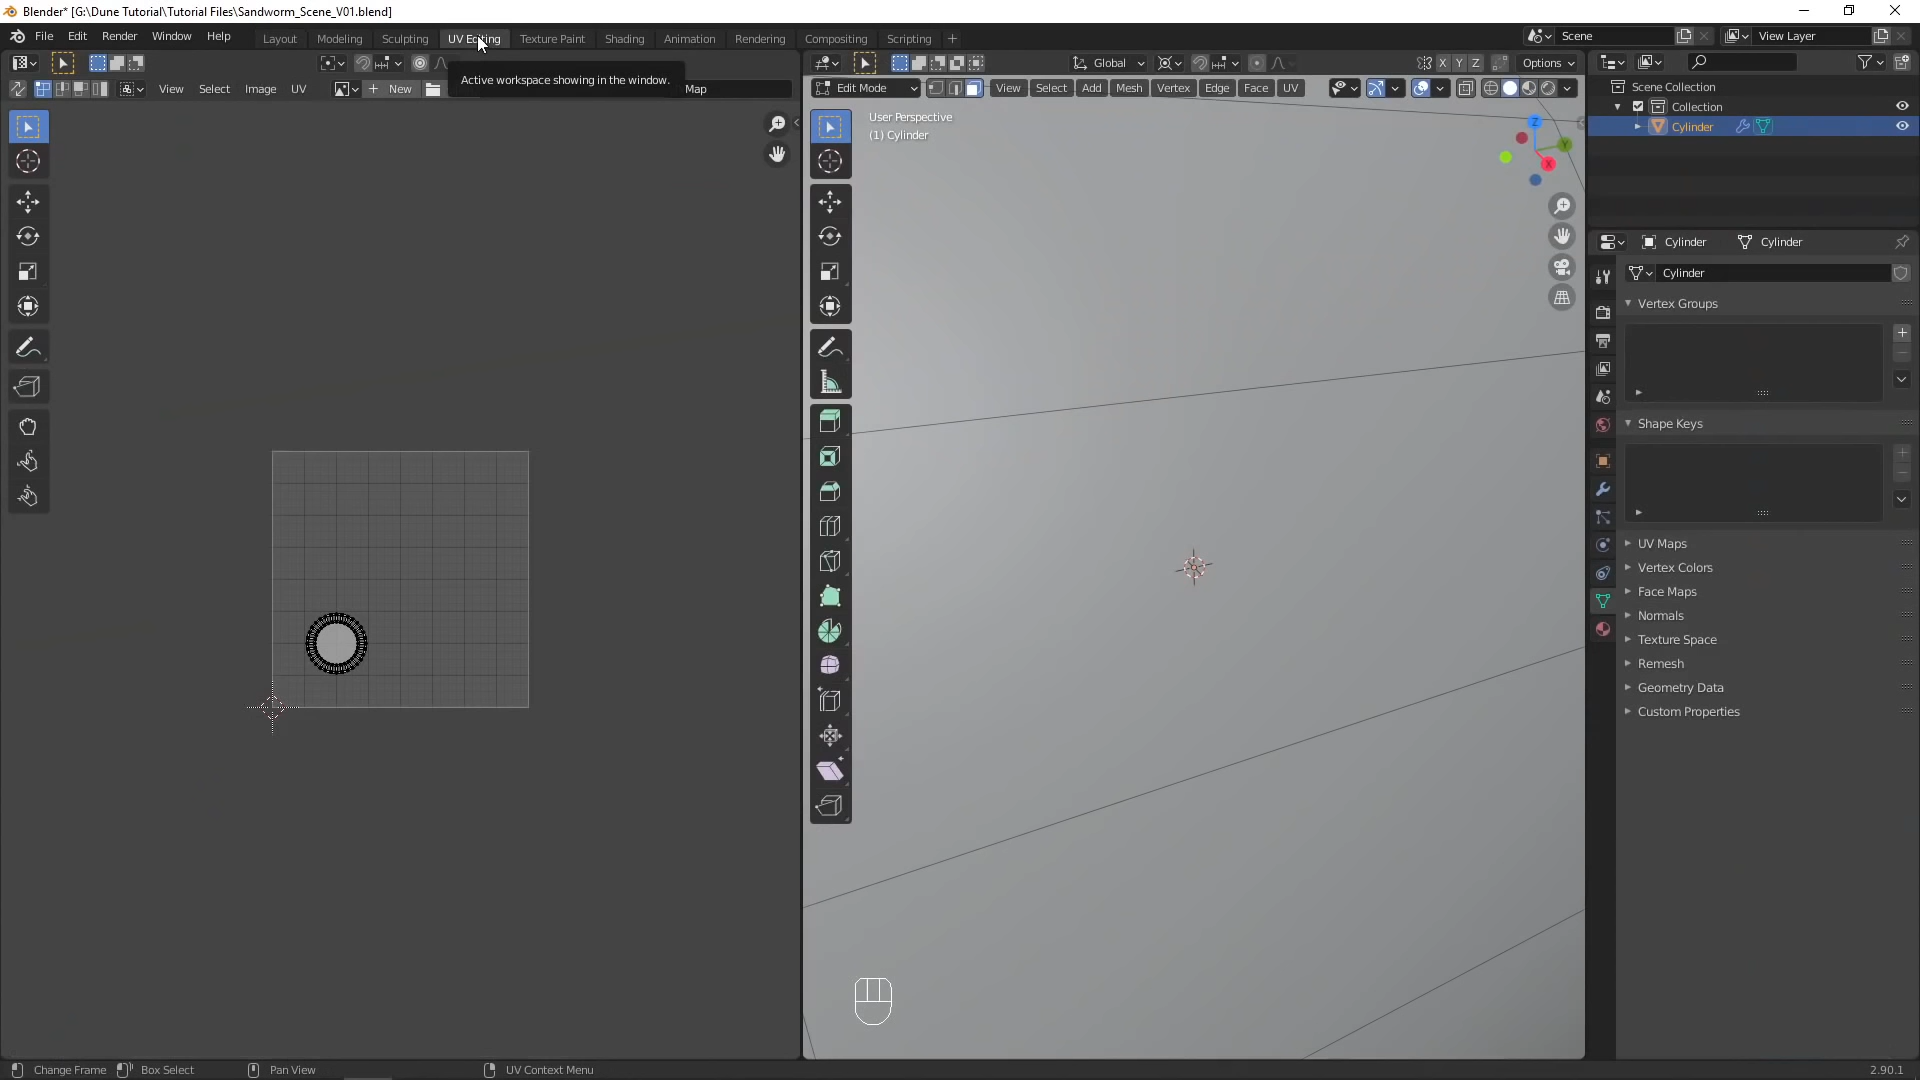 Blender* [G:\Dune Tutorial\Tutorial Files\Sandworm_Scene_V01.blend]
File Edit Render Window Help
Layout Modeling Sculpting UV Editing Texture Paint Shading Animation Rendering Compositing Scripting
Scene
View Layer
Active workspace showing in the window.
Global
X Y Z
Options
View Select Image UV
New
Map
Edit Mode
View Select Add Mesh Vertex Edge Face UV
User Perspective
(1) Cylinder
Z
Y
X
Scene Collection
Collection
Cylinder
Cylinder
Cylinder
Cylinder
Vertex Groups
Shape Keys
UV Maps
Vertex Colors
Face Maps
Normals
Texture Space
Remesh
Geometry Data
Custom Properties
Change Frame
Box Select
Pan View
UV Context Menu
2.90.1